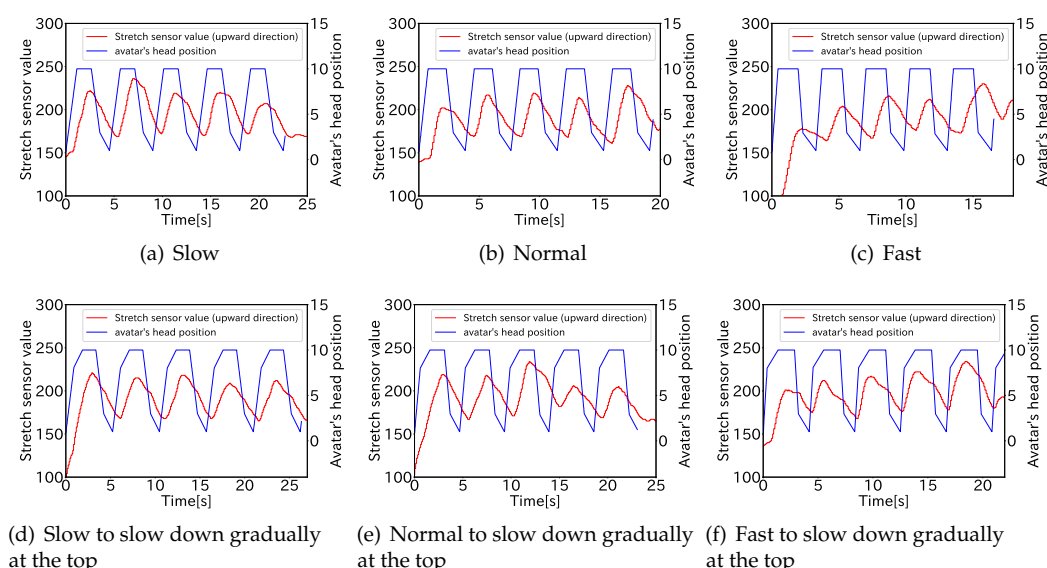 300
250
200
150
100
Stretch sensor value
Stretch sensor value (upward direction)
avatar's head position
15
10
5
0
Avatar's head position
0 5 10 15 20 25
Time[s]
(a) Slow
300
250
200
150
100
Stretch sensor value
Stretch sensor value (upward direction)
avatar's head position
15
10
5
0
Avatar's head position
0 5 10 15 20
Time[s]
(b) Normal
300
250
200
150
100
Stretch sensor value
Stretch sensor value (upward direction)
avatar's head position
15
10
5
0
Avatar's head position
0 5 10 15
Time[s]
(c) Fast
300
250
200
150
100
Stretch sensor value
Stretch sensor value (upward direction)
avatar's head position
15
10
5
0
Avatar's head position
0 5 10 15 20 25
Time[s]
(d) Slow to slow down gradually
at the top
300
250
200
150
100
Stretch sensor value
Stretch sensor value (upward direction)
avatar's head position
15
10
5
0
Avatar's head position
0 5 10 15 20 25
Time[s]
(e) Normal to slow down gradually
at the top
300
250
200
150
100
Stretch sensor value
Stretch sensor value (upward direction)
avatar's head position
15
10
5
0
Avatar's head position
0 5 10 15 20
Time[s]
(f) Fast to slow down gradually
at the top